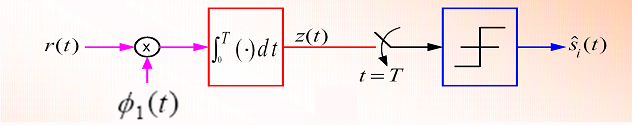 r(t) x ∫₀ᵀ (·)dt z(t) t = T ŝᵢ(t)
ϕ₁(t)